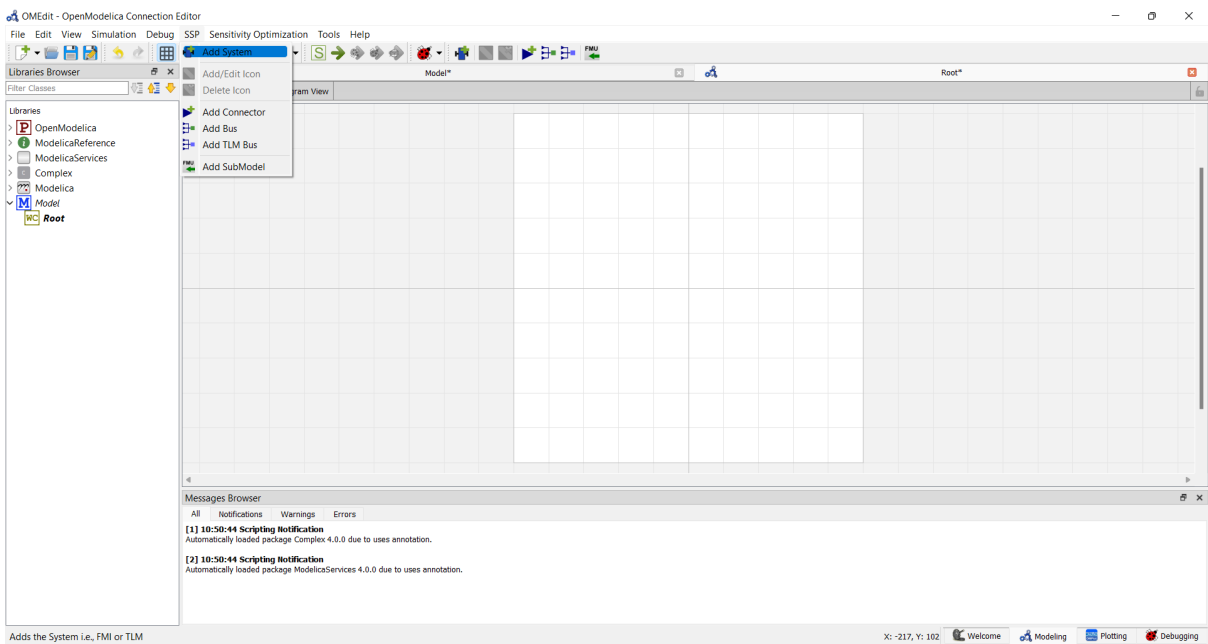 OMEdit - OpenModelica Connection Editor
File Edit View Simulation Debug SSP Sensitivity Optimization Tools Help
S FMU
Libraries Browser
Filter Classes
Libraries
P OpenModelica
i ModelicaReference
ModelicaServices
Complex
Modelica
M Model
WC Root
Add System
Add/Edit Icon
Delete Icon
Add Connector
Add Bus
Add TLM Bus
FMU Add SubModel
Model*
Root*
ram View
Messages Browser
All Notifications Warnings Errors
[1] 10:50:44 Scripting Notification
Automatically loaded package Complex 4.0.0 due to uses annotation.
[2] 10:50:44 Scripting Notification
Automatically loaded package ModelicaServices 4.0.0 due to uses annotation.
Adds the System i.e., FMI or TLM
X: -217, Y: 102 Welcome Modeling Plotting Debugging